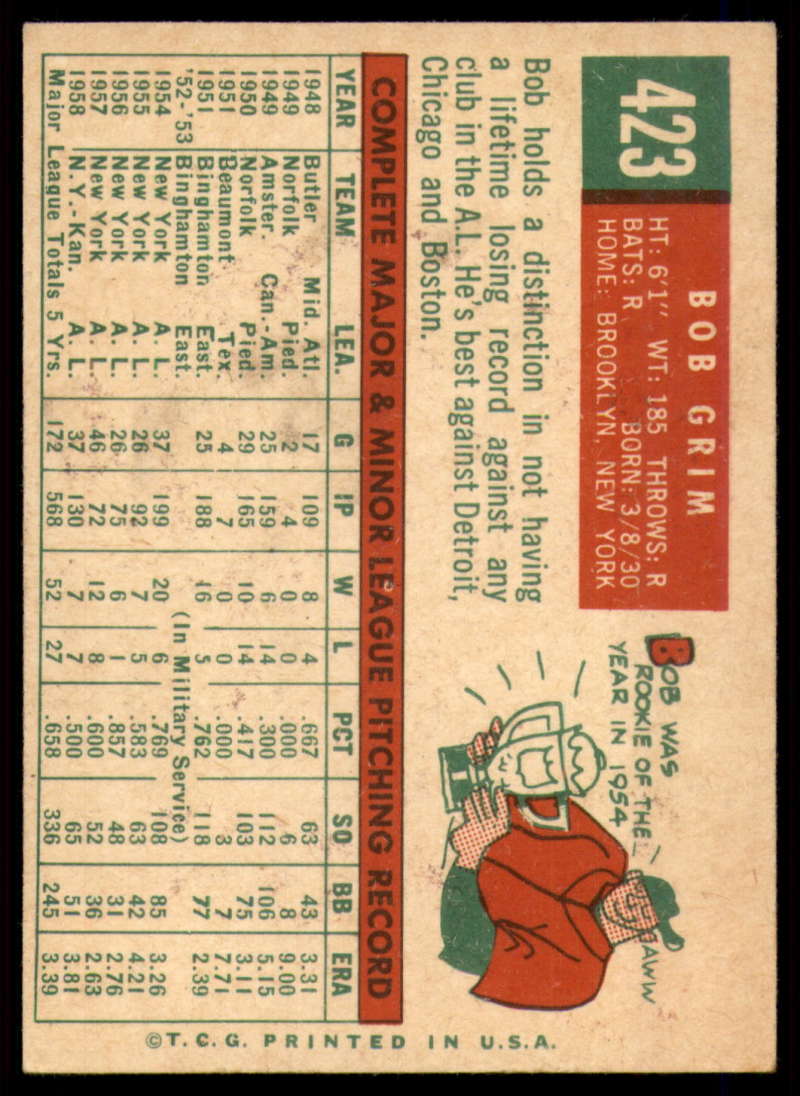 423
BOB GRIM
HT: 6'1" WT: 185 THROWS: R
BATS: R BORN: 3/8/30
HOME: BROOKLYN, NEW YORK
Bob holds a distinction in not having
a lifetime losing record against any
club in the A.L. He's best against Detroit,
Chicago and Boston.
BOB WAS
ROOKIE OF THE
YEAR IN 1954
AWW
COMPLETE MAJOR & MINOR LEAGUE PITCHING RECORD
YEAR TEAM LEA. G IP W L PCT SO BB ERA
1948 Butler Mid. Atl. 17 109 8 4 .667 63 43 3.31
1949 Norfolk Pied. 2 4 0 0 .000 6 8 9.00
1949 Amster. Can.-Am. 25 159 6 14 .300 112 106 5.15
1950 Norfolk Pied. 29 165 10 14 .417 103 75 3.11
1951 Beaumont Tex. 4 7 0 0 .000 3 7 7.71
1951 Binghamton East. 25 188 16 5 .762 118 77 2.39
'52-'53 Binghamton East. (In Military Service)
1954 New York A. L. 37 199 20 6 .769 108 85 3.26
1955 New York A. L. 26 92 7 5 .583 63 42 4.21
1956 New York A. L. 26 75 6 1 .857 48 31 2.76
1957 New York A. L. 46 72 12 8 .600 52 36 2.63
1958 N.Y.-Kan. A. L. 37 130 7 7 .500 65 51 3.81
Major League Totals 5 Yrs. 172 568 52 27 .658 336 245 3.39
©T.C.G. PRINTED IN U.S.A.